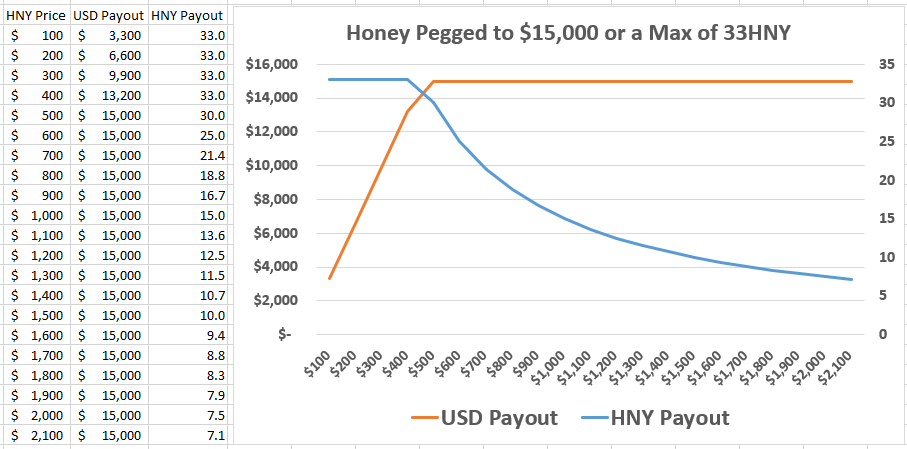 HNY Price USD Payout HNY Payout
$ 100 $ 3,300 33.0
$ 200 $ 6,600 33.0
$ 300 $ 9,900 33.0
$ 400 $ 13,200 33.0
$ 500 $ 15,000 30.0
$ 600 $ 15,000 25.0
$ 700 $ 15,000 21.4
$ 800 $ 15,000 18.8
$ 900 $ 15,000 16.7
$ 1,000 $ 15,000 15.0
$ 1,100 $ 15,000 13.6
$ 1,200 $ 15,000 12.5
$ 1,300 $ 15,000 11.5
$ 1,400 $ 15,000 10.7
$ 1,500 $ 15,000 10.0
$ 1,600 $ 15,000 9.4
$ 1,700 $ 15,000 8.8
$ 1,800 $ 15,000 8.3
$ 1,900 $ 15,000 7.9
$ 2,000 $ 15,000 7.5
$ 2,100 $ 15,000 7.1
Honey Pegged to $15,000 or a Max of 33HNY
$16,000
$14,000
$12,000
$10,000
$8,000
$6,000
$4,000
$2,000
$-
35
30
25
20
15
10
5
0
$100
$200
$300
$400
$500
$600
$700
$800
$900
$1,000
$1,100
$1,200
$1,300
$1,400
$1,500
$1,600
$1,700
$1,800
$1,900
$2,000
$2,100
USD Payout HNY Payout